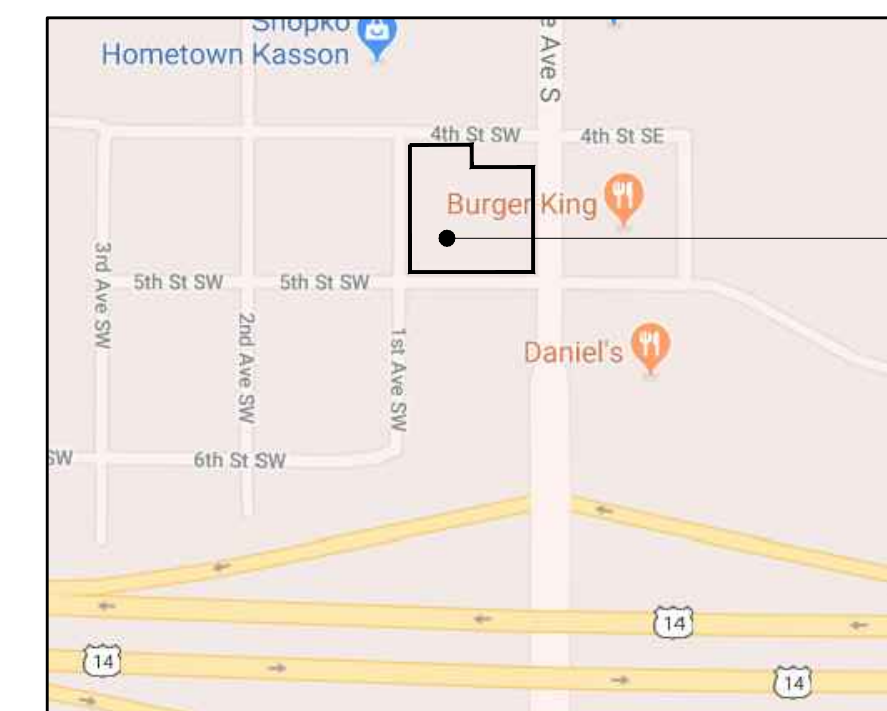 Shopko
Hometown Kasson
e Ave S
4th St SW
4th St SE
Burger King
3rd Ave SW
5th St SW
5th St SW
2nd Ave SW
1st Ave SW
Daniel's
SW
6th St SW
14
14
14